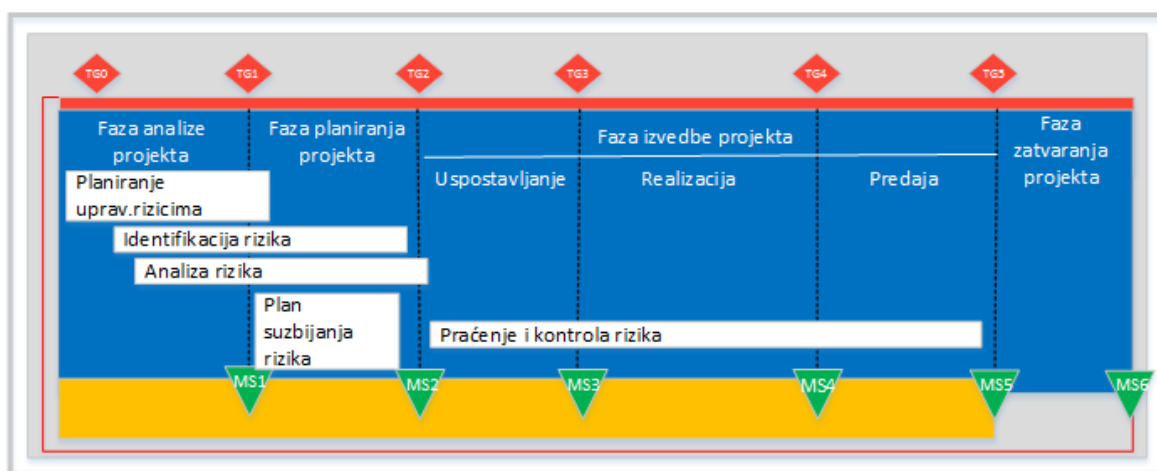 TG0 TG1 TG2 TG3 TG4 TG5
Faza analize
projekta
Faza planiranja
projekta
Faza izvedbe projekta
Uspostavljanje Realizacija Predaja
Faza
zatvaranja
projekta
Planiranje
uprav.rizicima
Identifikacija rizika
Analiza rizika
Plan
suzbijanja
rizika
Praćenje i kontrola rizika
MS1 MS2 MS3 MS4 MS5 MS6